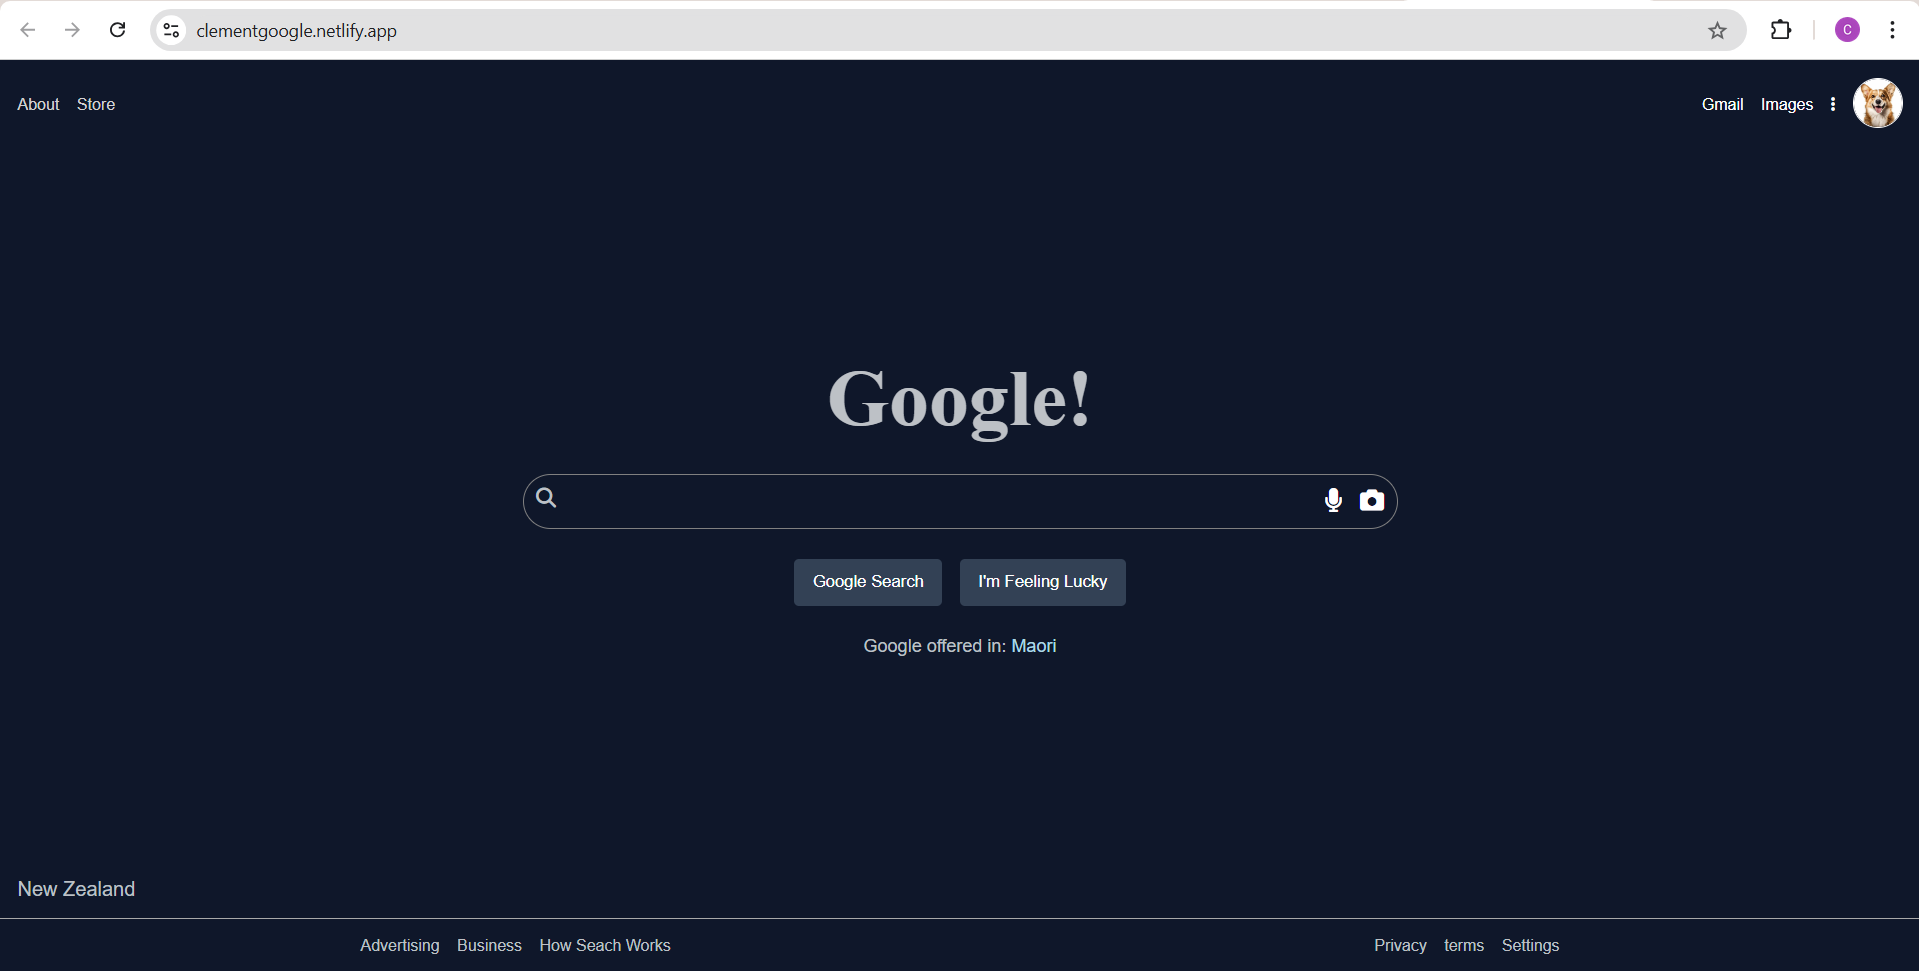 clementgoogle.netlify.app
C
About Store
Gmail Images
Google!
Google Search I'm Feeling Lucky
Google offered in: Maori
New Zealand
Advertising Business How Seach Works
Privacy terms Settings